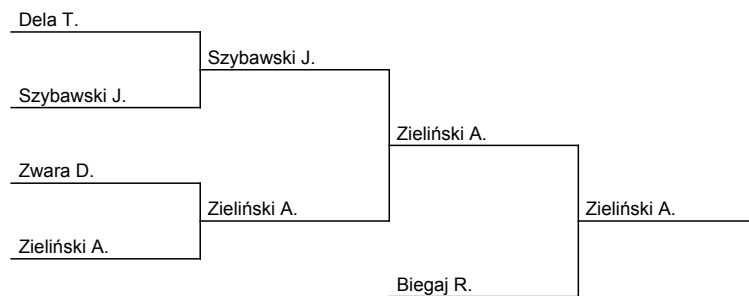 Dela T.
Szybawski J.
Szybawski J.
Zieliński A.
Zwara D.
Zieliński A.
Zieliński A.
Zieliński A.
Biegaj R.